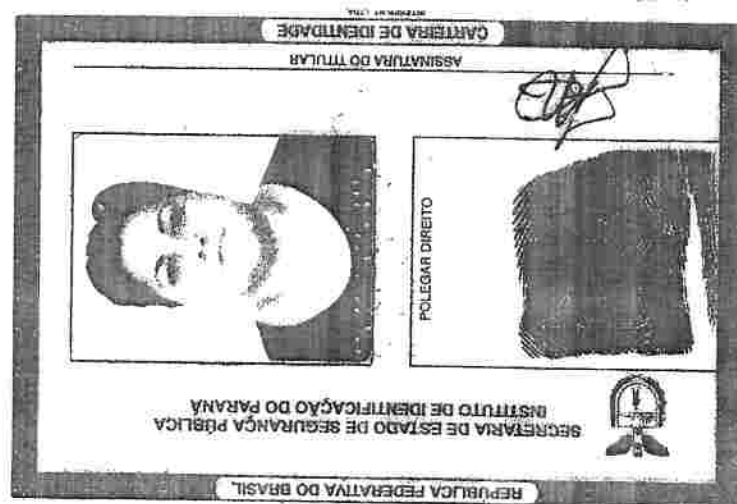 REPÚBLICA FEDERATIVA DO BRASIL
SECRETARIA DE ESTADO DE SEGURANÇA PÚBLICA
INSTITUTO DE IDENTIFICAÇÃO DO PARANÁ
POLEGAR DIREITO
ASSINATURA DO TITULAR
CARTEIRA DE IDENTIDADE